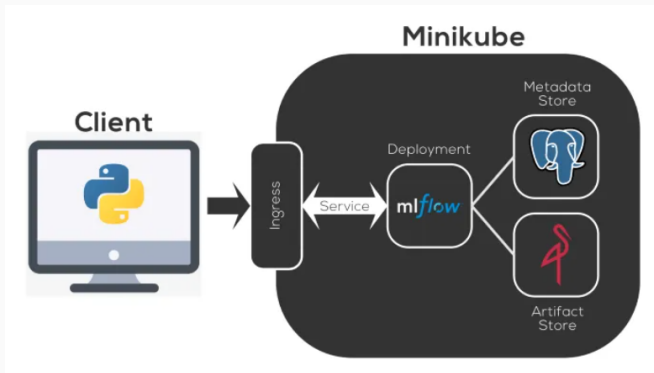 Minikube
Client
Metadata
Store
Deployment
Ingress
Service
mlflow
Artifact
Store